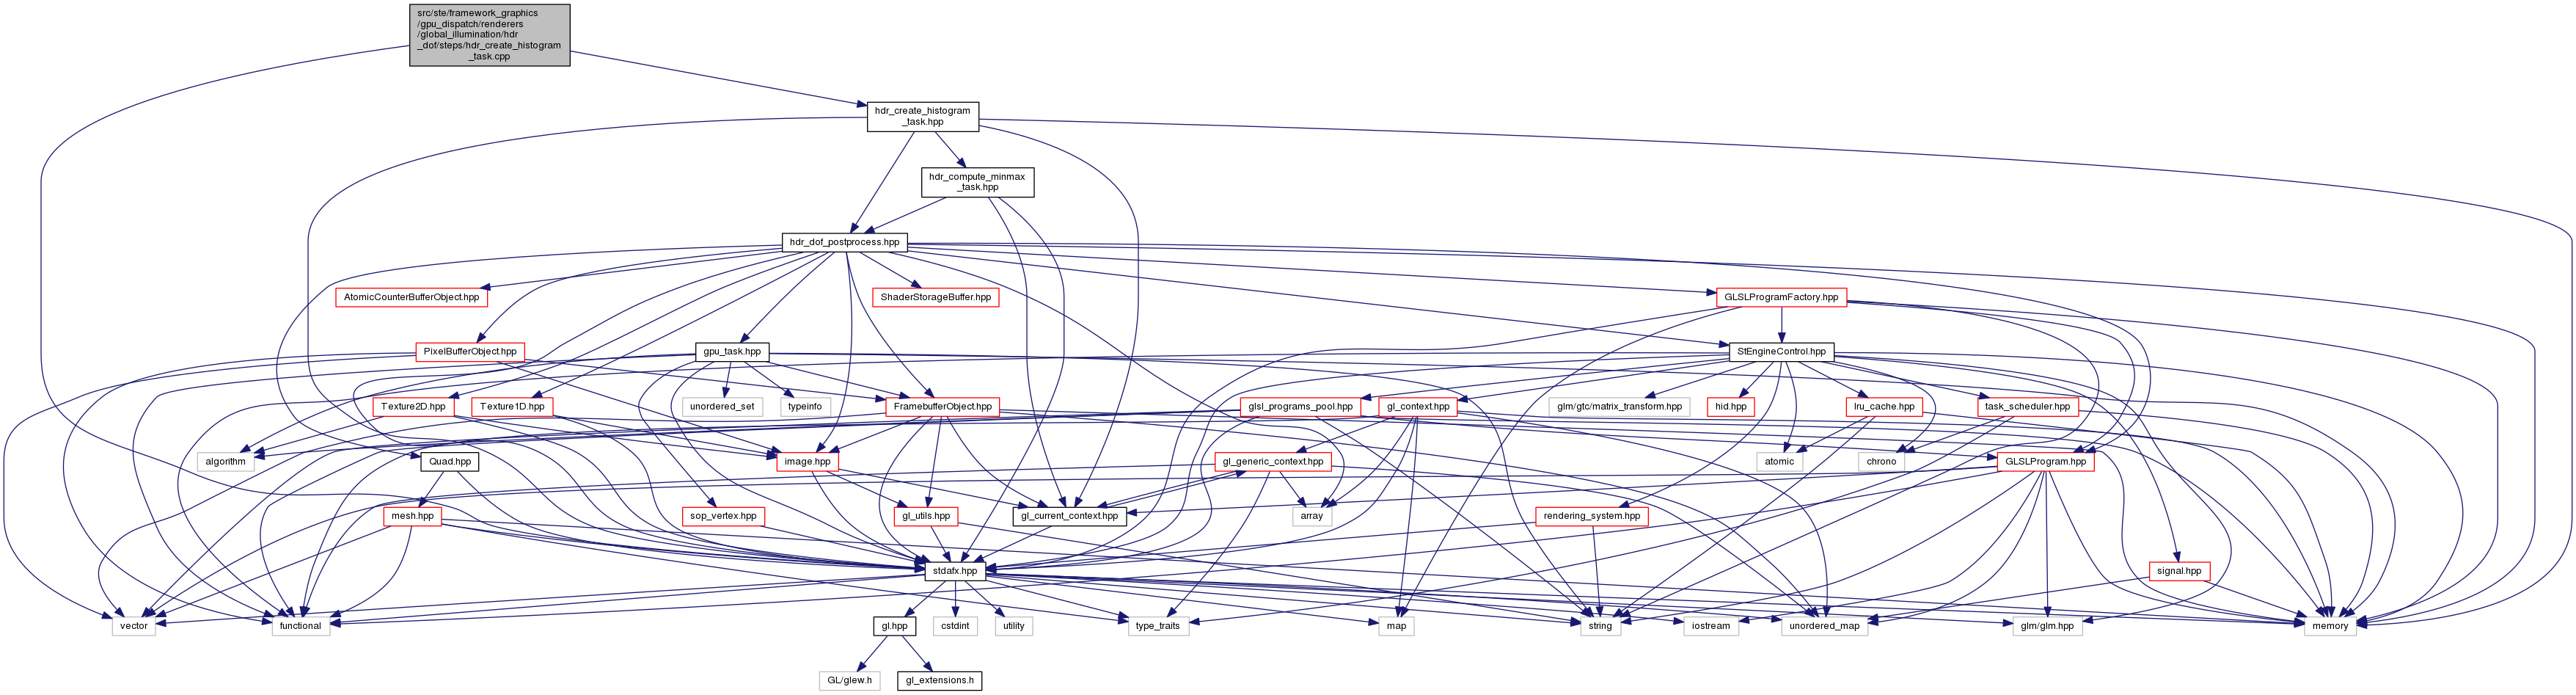 src/ste/framework_graphics
/gpu_dispatch/renderers
/global_illumination/hdr
_dof/steps/hdr_create_histogram
_task.cpp
hdr_create_histogram
_task.hpp
hdr_compute_minmax
_task.hpp
hdr_dof_postprocess.hpp
AtomicCounterBufferObject.hpp
ShaderStorageBuffer.hpp
GLSLProgramFactory.hpp
PixelBufferObject.hpp
gpu_task.hpp
StEngineControl.hpp
Texture2D.hpp
Texture1D.hpp
unordered_set
typeinfo
FramebufferObject.hpp
glsl_programs_pool.hpp
gl_context.hpp
glm/gtc/matrix_transform.hpp
hid.hpp
lru_cache.hpp
task_scheduler.hpp
algorithm
Quad.hpp
image.hpp
gl_generic_context.hpp
atomic
chrono
GLSLProgram.hpp
mesh.hpp
sop_vertex.hpp
gl_utils.hpp
gl_current_context.hpp
array
rendering_system.hpp
stdafx.hpp
signal.hpp
vector
functional
gl.hpp
cstdint
utility
type_traits
map
string
iostream
unordered_map
glm/glm.hpp
memory
GL/glew.h
gl_extensions.h